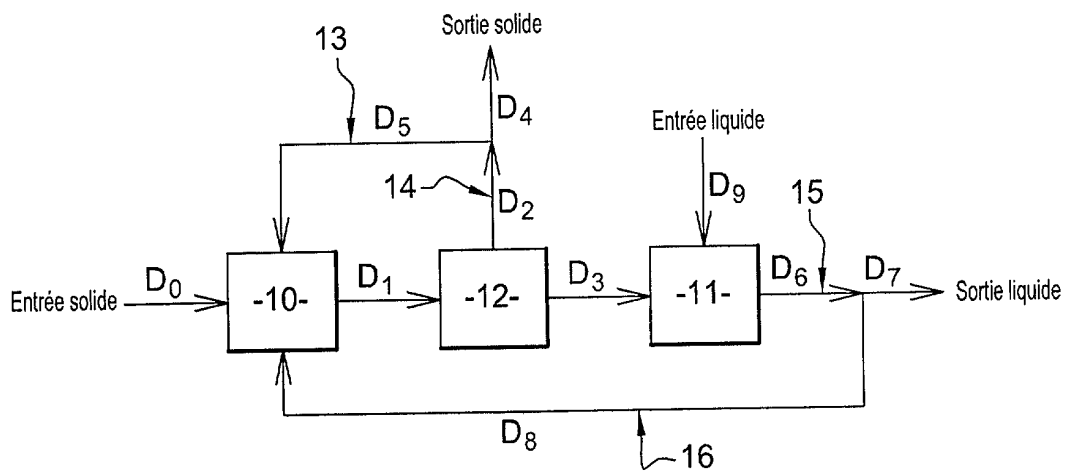 Sortie solide
13
D4
D5
Entrée liquide
14
D2
D9
15
D0
Entrée solide
-10-
D1
-12-
D3
-11-
D6
D7
Sortie liquide
D8
16